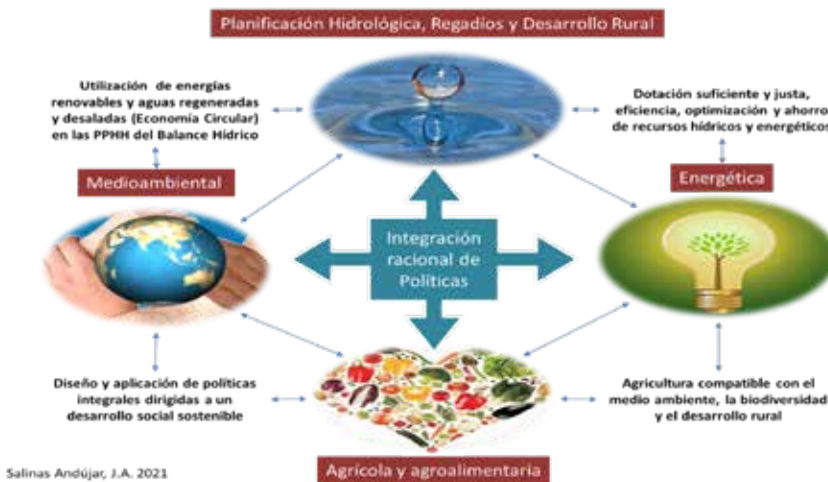 Planificación Hidrológica, Regadíos y Desarrollo Rural
Utilización de energías
renovables y aguas regeneradas
y desaladas (Economía Circular)
en las PPHH del Balance Hídrico
Dotación suficiente y justa,
eficiencia, optimización y ahorro
de recursos hídricos y energéticos
Medioambiental
Energética
Integración
racional de
Políticas
Diseño y aplicación de políticas
integrales dirigidas a un
desarrollo social sostenible
Agricultura compatible con el
medio ambiente, la biodiversidad
y el desarrollo rural
Agrícola y agroalimentaria
Salinas Andújar, J.A. 2021